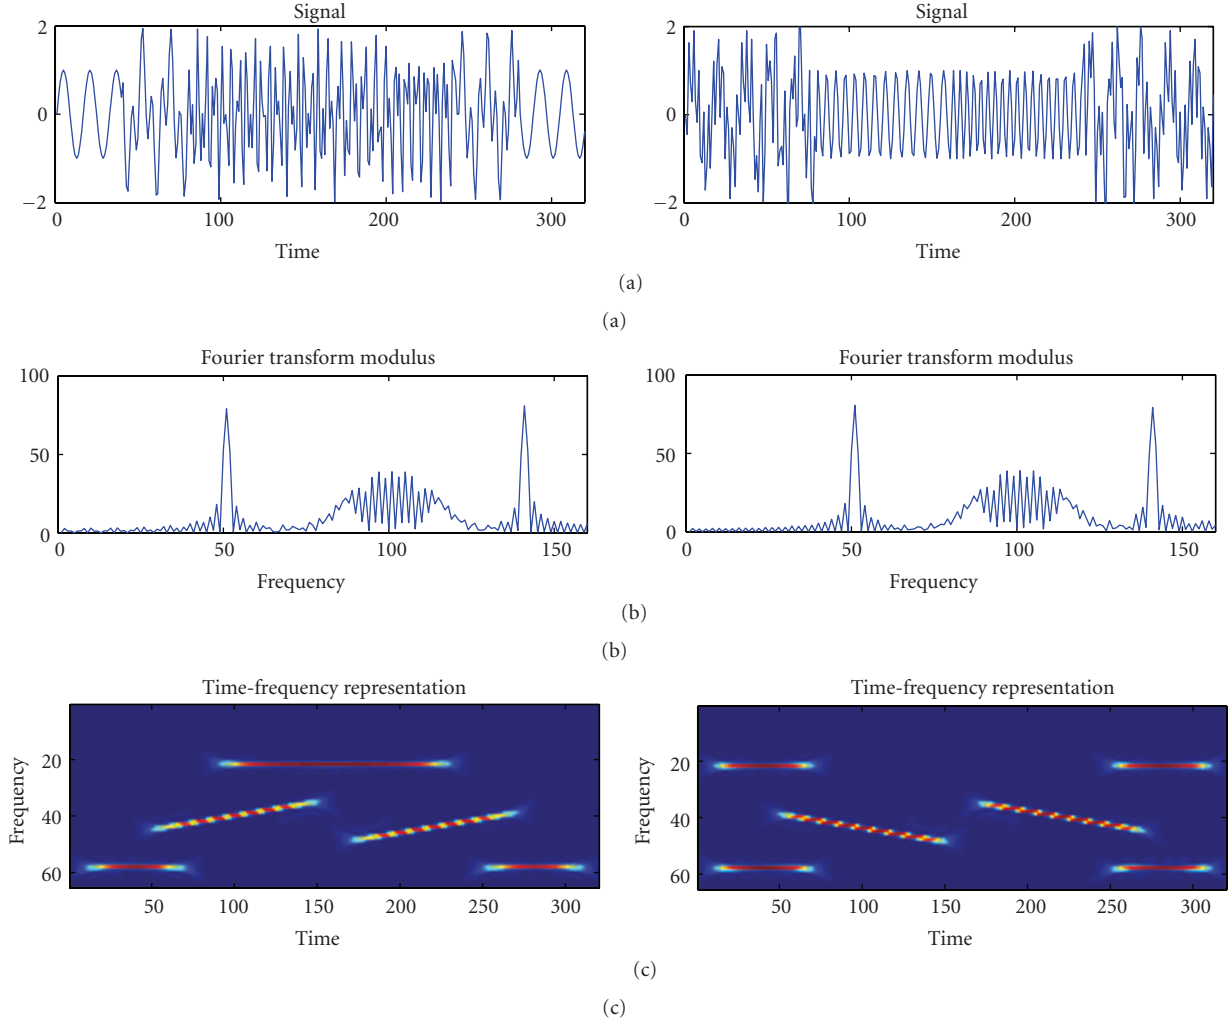 Signal
Signal
2
0
−2
0
100
200
300
Time
2
0
−2
0
100
200
300
Time
(a)
(a)
Fourier transform modulus
Fourier transform modulus
100
50
0
0
50
100
150
Frequency
100
50
0
0
50
100
150
Frequency
(b)
(b)
Time-frequency representation
Time-frequency representation
Frequency
20
40
60
50
100
150
200
250
300
Time
Frequency
20
40
60
50
100
150
200
250
300
Time
(c)
(c)